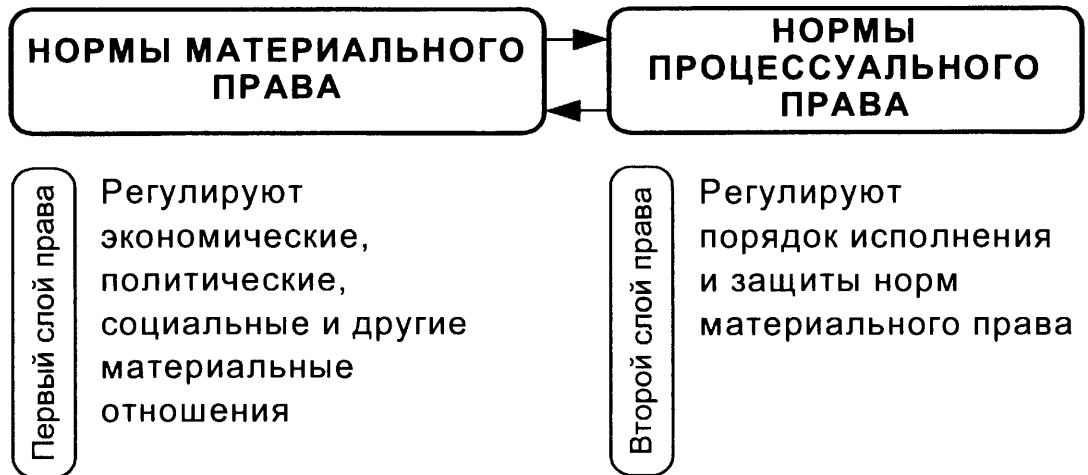 НОРМЫ МАТЕРИАЛЬНОГО
ПРАВА
НОРМЫ
ПРОЦЕССУАЛЬНОГО
ПРАВА
Первый слой права
Регулируют
экономические,
политические,
социальные и другие
материальные
отношения
Второй слой права
Регулируют
порядок исполнения
и защиты норм
материального права